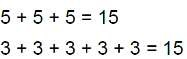 5 + 5 + 5 = 15
3 + 3 + 3 + 3 + 3 = 15